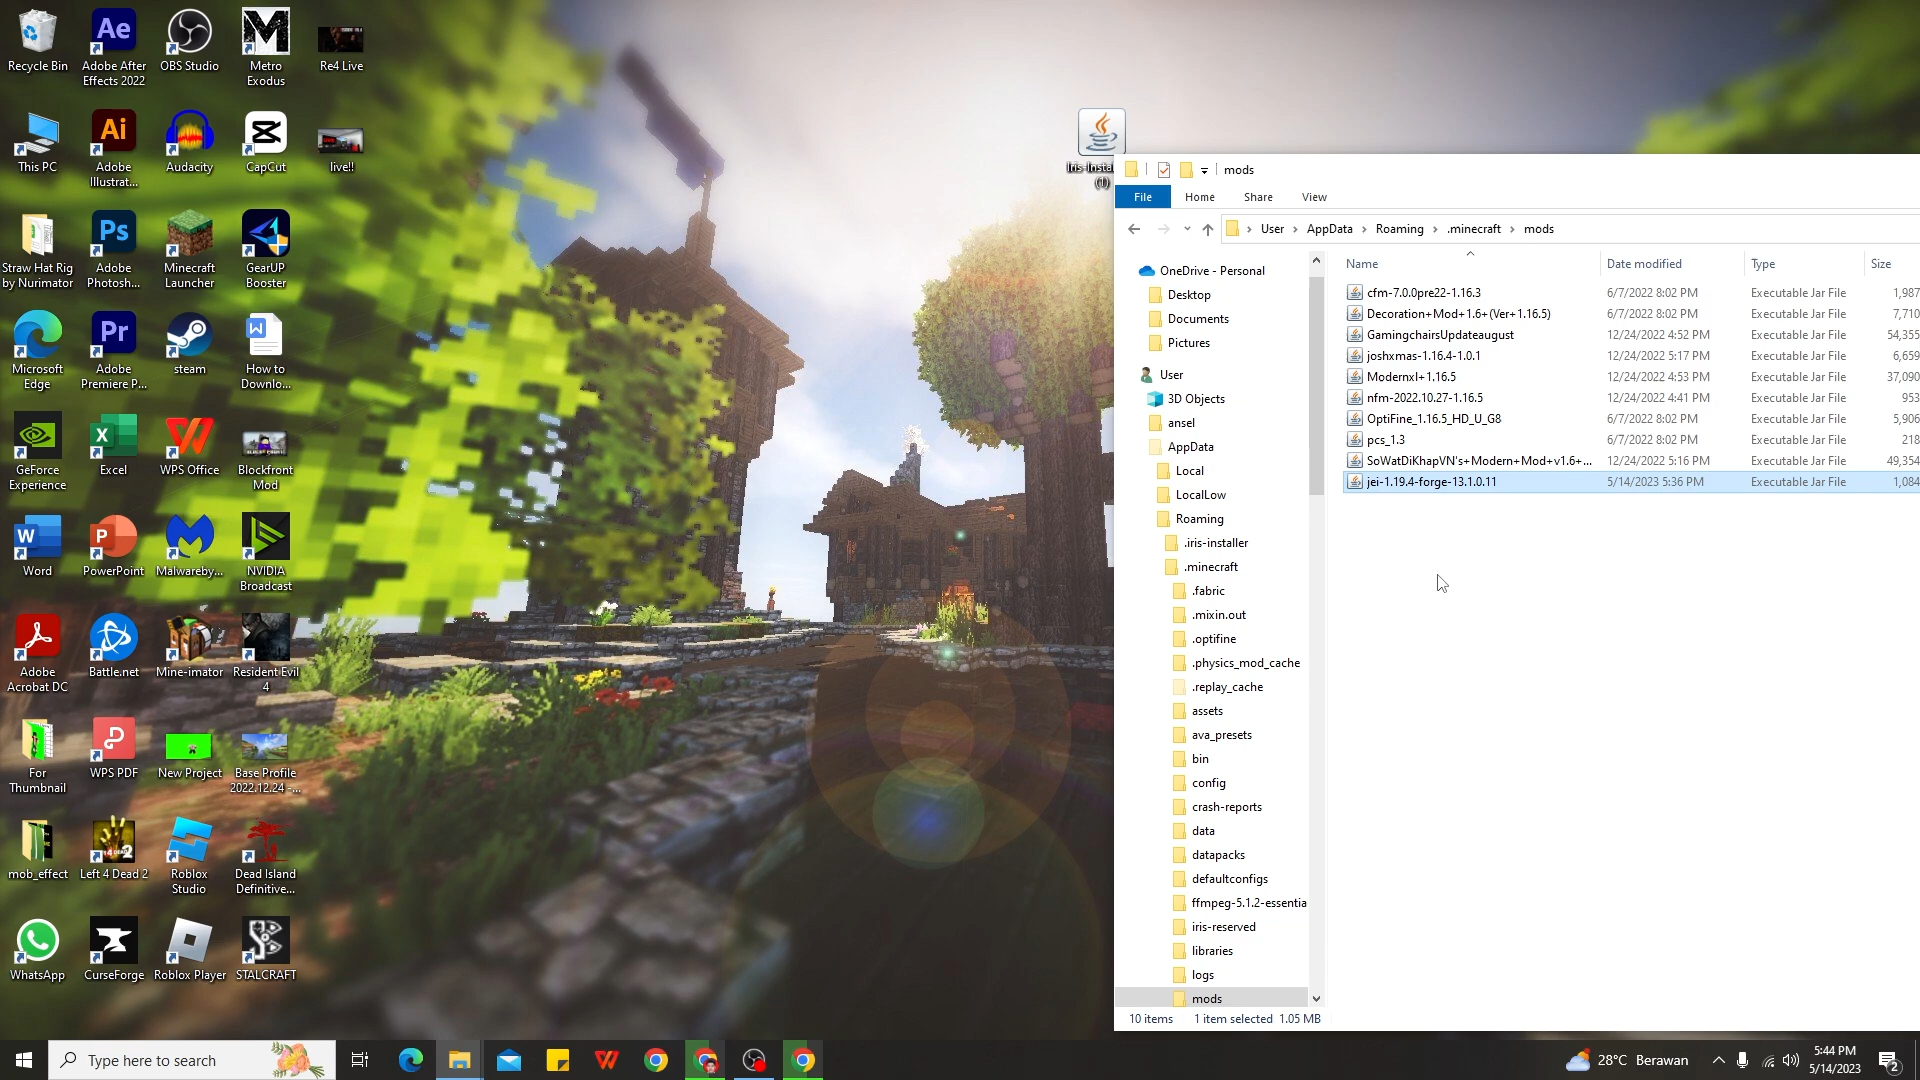 Recycle Bin
Adobe After
Effects 2022
OBS Studio
Metro
Exodus
Re4 Live
This PC
Adobe
Illustrat...
Audacity
CapCut
live!!
Straw Hat Rig
by Nurimator
Adobe
Photosh...
Minecraft
Launcher
GearUP
Booster
Microsoft
Edge
Adobe
Premiere P...
steam
How to
Downlo...
GeForce
Experience
Excel
WPS Office
Blockfront
Mod
Word
PowerPoint
Malwareby...
NVIDIA
Broadcast
Adobe
Acrobat DC
Battle.net
Mine-imator
Resident Evil
4
For
Thumbnail
WPS PDF
New Project
Base Profile
2022.12.24 -...
mob_effect
Left 4 Dead 2
Roblox
Studio
Dead Island
Definitive...
WhatsApp
CurseForge
Roblox Player
STALCRAFT
(1)
mods
File Home Share View
User AppData Roaming .minecraft mods
Name Date modified Type Size
cfm-7.0.0pre22-1.16.3 6/7/2022 8:02 PM Executable Jar File 1,987
Decoration+Mod+1.6+(Ver+1.16.5) 6/7/2022 8:02 PM Executable Jar File 7,710
GamingchairsUpdateaugust 12/24/2022 4:52 PM Executable Jar File 54,355
joshxmas-1.16.4-1.0.1 12/24/2022 5:17 PM Executable Jar File 6,659
Modernxl+1.16.5 12/24/2022 4:53 PM Executable Jar File 37,090
nfm-2022.10.27-1.16.5 12/24/2022 4:41 PM Executable Jar File 953
OptiFine_1.16.5_HD_U_G8 6/7/2022 8:02 PM Executable Jar File 5,906
pcs_1.3 6/7/2022 8:02 PM Executable Jar File 218
SoWatDiKhapVN's+Modern+Mod+v1.6+... 12/24/2022 5:16 PM Executable Jar File 49,354
jei-1.19.4-forge-13.1.0.11 5/14/2023 5:36 PM Executable Jar File 1,084
OneDrive - Personal
Desktop
Documents
Pictures
User
3D Objects
ansel
AppData
Local
LocalLow
Roaming
.iris-installer
.minecraft
.fabric
.mixin.out
.optifine
.physics_mod_cache
.replay_cache
assets
ava_presets
bin
config
crash-reports
data
datapacks
defaultconfigs
ffmpeg-5.1.2-essentia
iris-reserved
libraries
logs
mods
10 items 1 item selected 1.05 MB
Type here to search
28°C Berawan
5:44 PM
5/14/2023
2